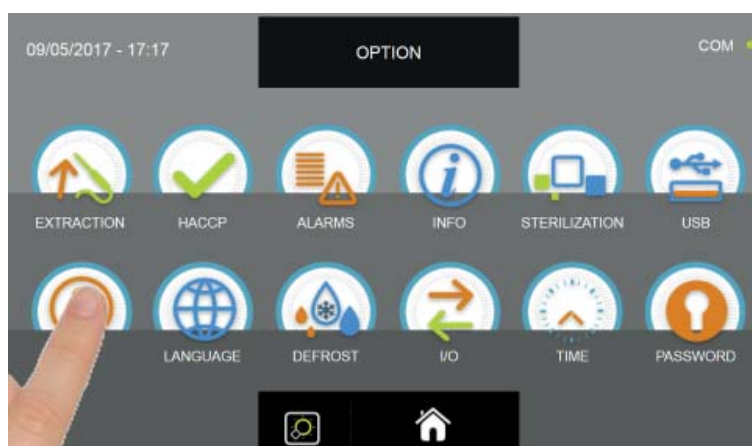 09/05/2017 - 17:17
OPTION
COM
EXTRACTION
HACCP
ALARMS
INFO
STERILIZATION
USB
LANGUAGE
DEFROST
I/O
TIME
PASSWORD